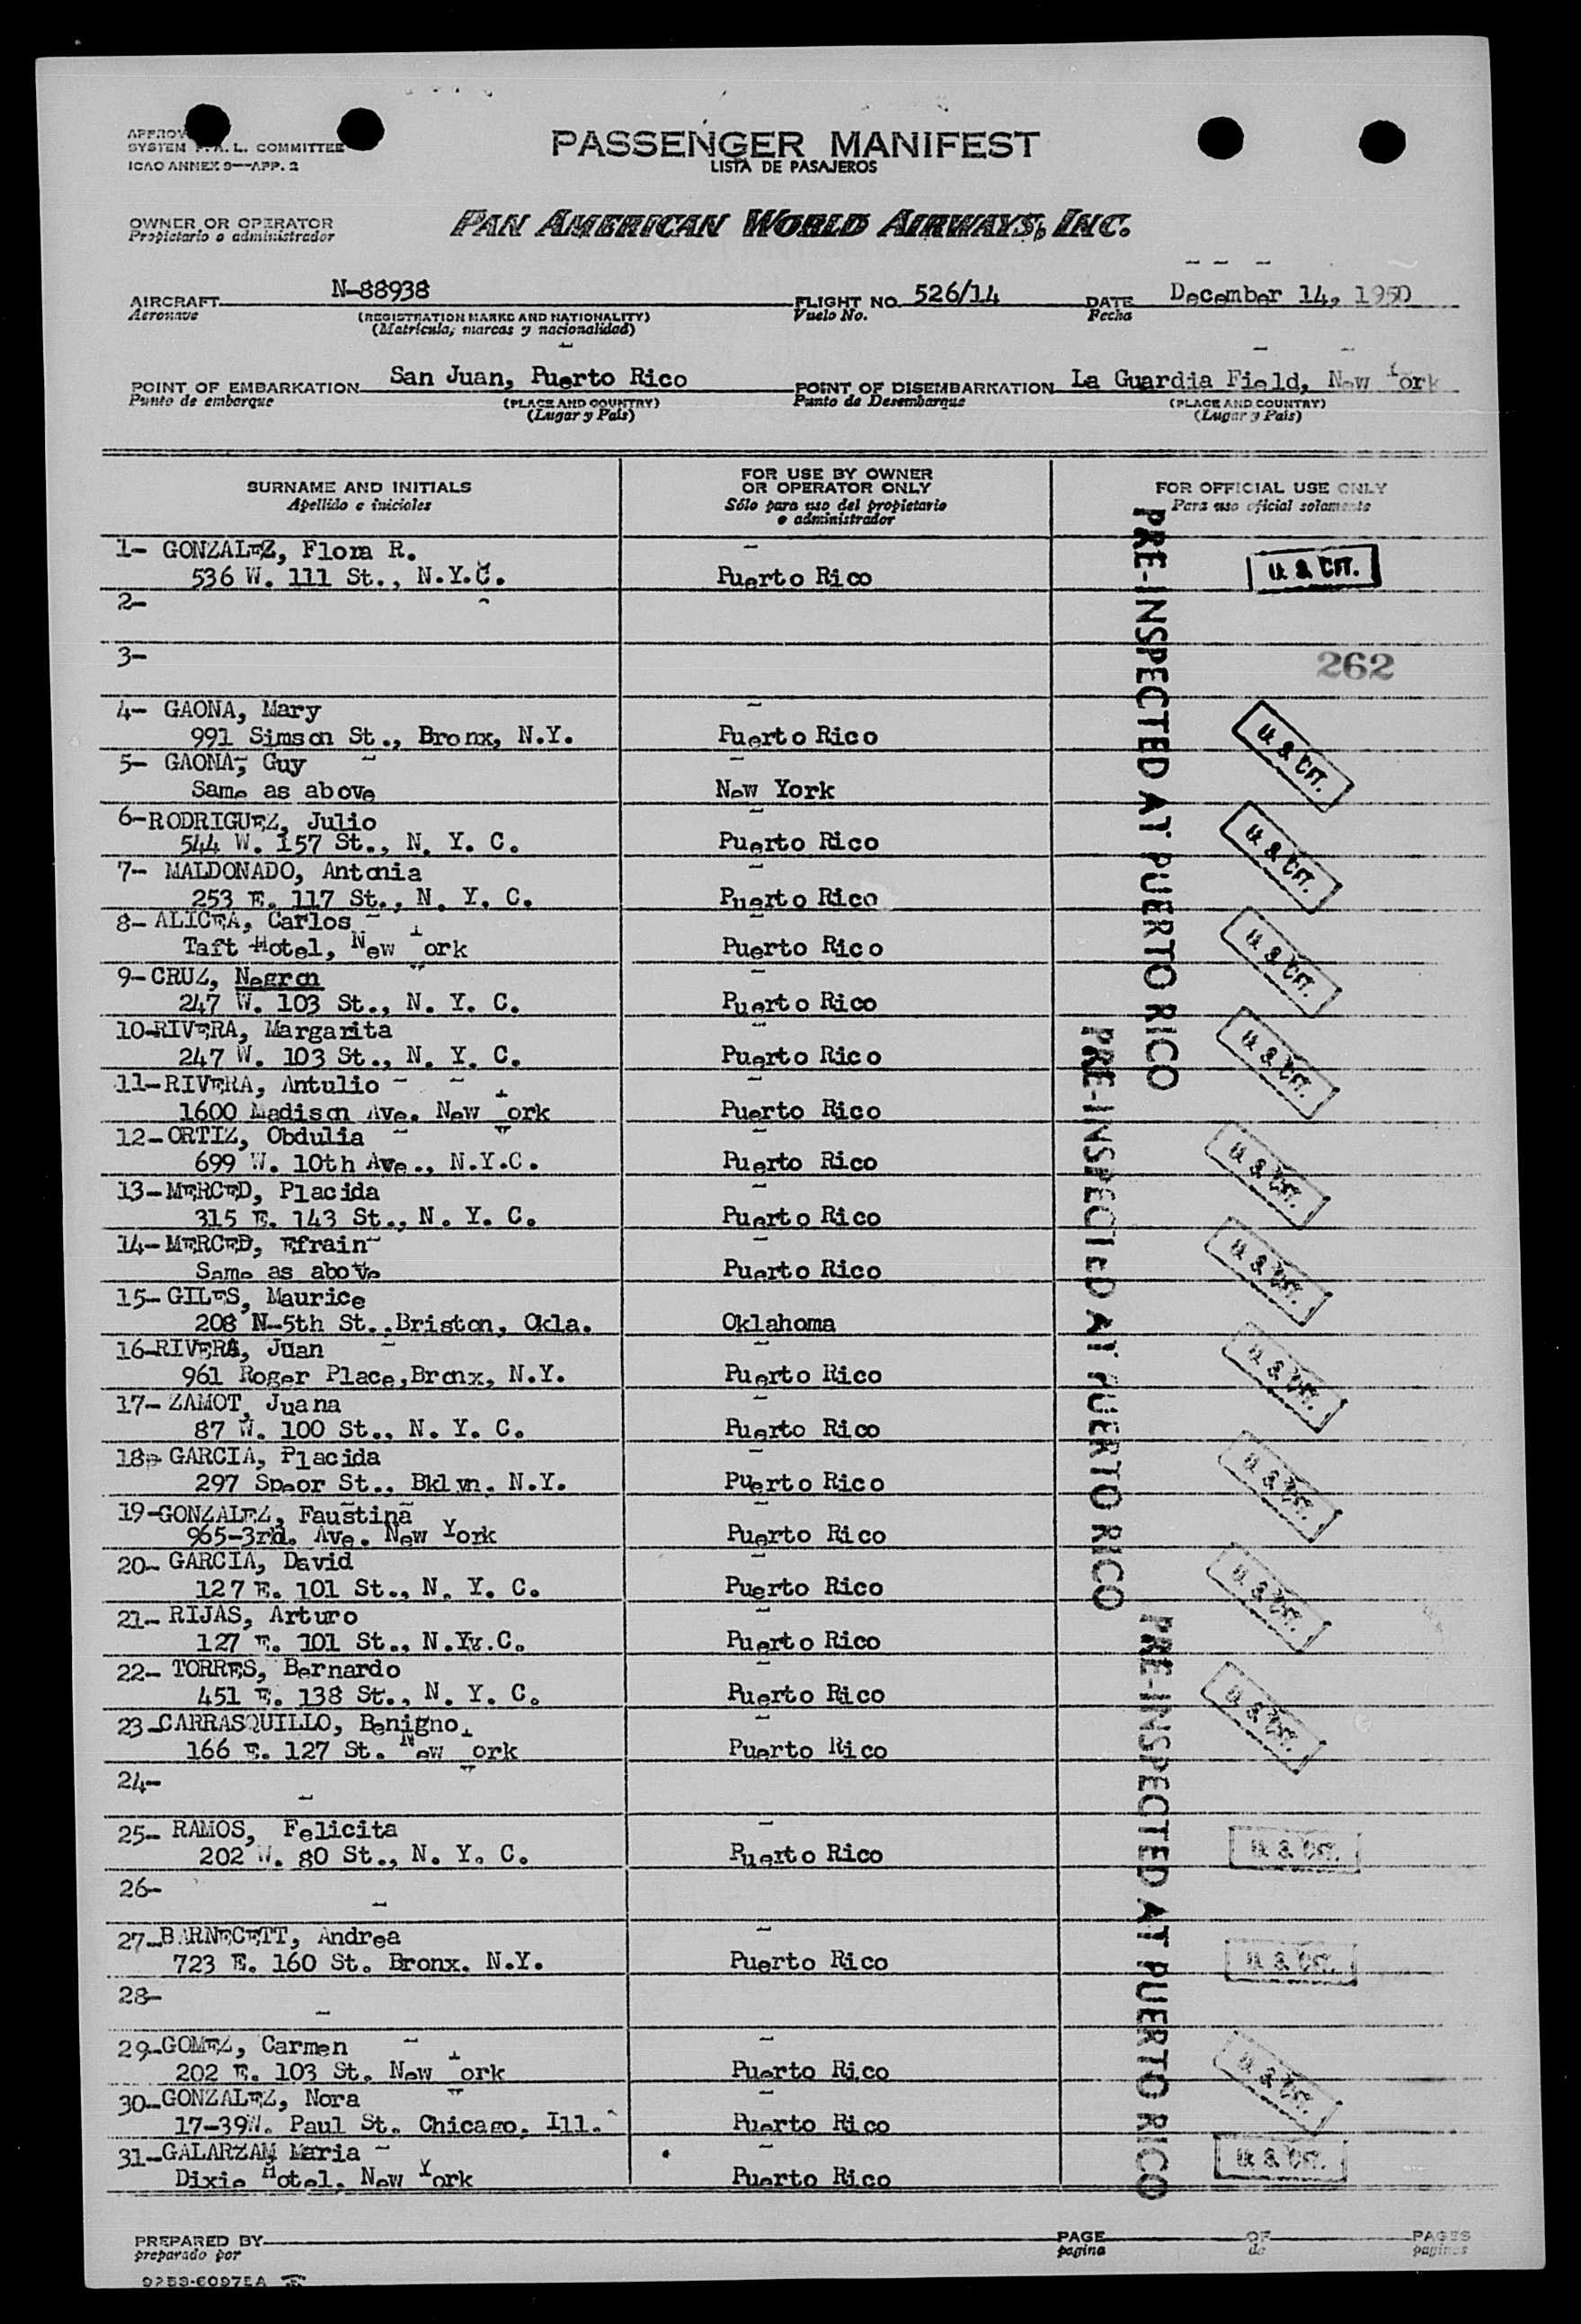 PASSENGER MANIFEST
LISTA DE PASAJEROS
SYSTEM F.A.L. COMMITTEE
ICAO ANNEX 9—APP. 2
OWNER OR OPERATOR
Propietario o administrador
PAN AMERICAN WORLD AIRWAYS, INC.
AIRCRAFT N-88938 FLIGHT NO. 526/14 DATE December 14, 1950
Aeronave (REGISTRATION MARKS AND NATIONALITY) Vuelo No. Fecha
(Matricula, marcas y nacionalidad)
POINT OF EMBARKATION San Juan, Puerto Rico POINT OF DISEMBARKATION La Guardia Field, New York
Punto de embarque (PLACE AND COUNTRY) Punto de Desembarque (PLACE AND COUNTRY)
(Lugar y País) (Lugar y País)
SURNAME AND INITIALS
Apellido e iniciales
FOR USE BY OWNER
OR OPERATOR ONLY
Sólo para uso del propietario
o administrador
FOR OFFICIAL USE ONLY
Para uso oficial solamente
1- GONZALEZ, Flora R.
536 W. 111 St., N.Y.C. Puerto Rico U. S. CIT.
2-
3-
262
4- GAONA, Mary
991 Simson St., Bronx, N.Y. Puerto Rico
U. S. CIT.
5- GAONA, Guy
Same as above New York
6-RODRIGUEZ, Julio
544 W. 157 St., N. Y. C. Puerto Rico
U. S. CIT.
7- MALDONADO, Antonia
253 E. 117 St., N. Y. C. Puerto Rico
8- ALICEA, Carlos
Taft Hotel, New York Puerto Rico
U. S. CIT.
9- CRUZ, Negron
247 W. 103 St., N. Y. C. Puerto Rico
10-RIVERA, Margarita
247 W. 103 St., N. Y. C. Puerto Rico
U. S. CIT.
11-RIVERA, Antulio
1600 Madison Ave. New York Puerto Rico
12-ORTIZ, Obdulia
699 W. 10th Ave., N.Y.C. Puerto Rico
U. S. CIT.
13-MERCED, Placida
315 E. 143 St., N. Y. C. Puerto Rico
14-MERCED, Efrain
Same as above Puerto Rico
U. S. CIT.
15- GILES, Maurice
208 N-5th St.,Briston, Okla. Oklahoma
16-RIVERA, Juan
961 Roger Place,Bronx, N.Y. Puerto Rico
U. S. CIT.
17- ZAMOT, Juana
87 W. 100 St., N. Y. C. Puerto Rico
18- GARCIA, Placida
297 Speor St., Bklyn. N.Y. Puerto Rico
U. S. CIT.
19-GONZALEZ, Faustina
965-3rd. Ave. New York Puerto Rico
20- GARCIA, David
127 E. 101 St., N. Y. C. Puerto Rico
U. S. CIT.
21- RIJAS, Arturo
127 E. 101 St., N.Y.C. Puerto Rico
22- TORRES, Bernardo
451 E. 138 St., N. Y. C. Puerto Rico
U. S. CIT.
23-CARRASQUILLO, Benigno
166 E. 127 St. New York Puerto Rico
24-
25- RAMOS, Felicita
202 W. 80 St., N. Y. C. Puerto Rico U. S. CIT.
26-
27-BARNECETT, Andrea
723 E. 160 St. Bronx. N.Y. Puerto Rico U. S. CIT.
28-
29-GOMEZ, Carmen
202 E. 103 St. New York Puerto Rico
U. S. CIT.
30-GONZALEZ, Nora
17-39W. Paul St. Chicago, Ill. Puerto Rico
31-GALARZAM Maria
Dixie Hotel, New York Puerto Rico U. S. CIT.
PRE-INSPECTED AT PUERTO RICO
PRE-INSPECTED AT PUERTO RICO
PRE-INSPECTED AT PUERTO RICO
PREPARED BY PAGE OF PAGES
preparado por pagina de paginas